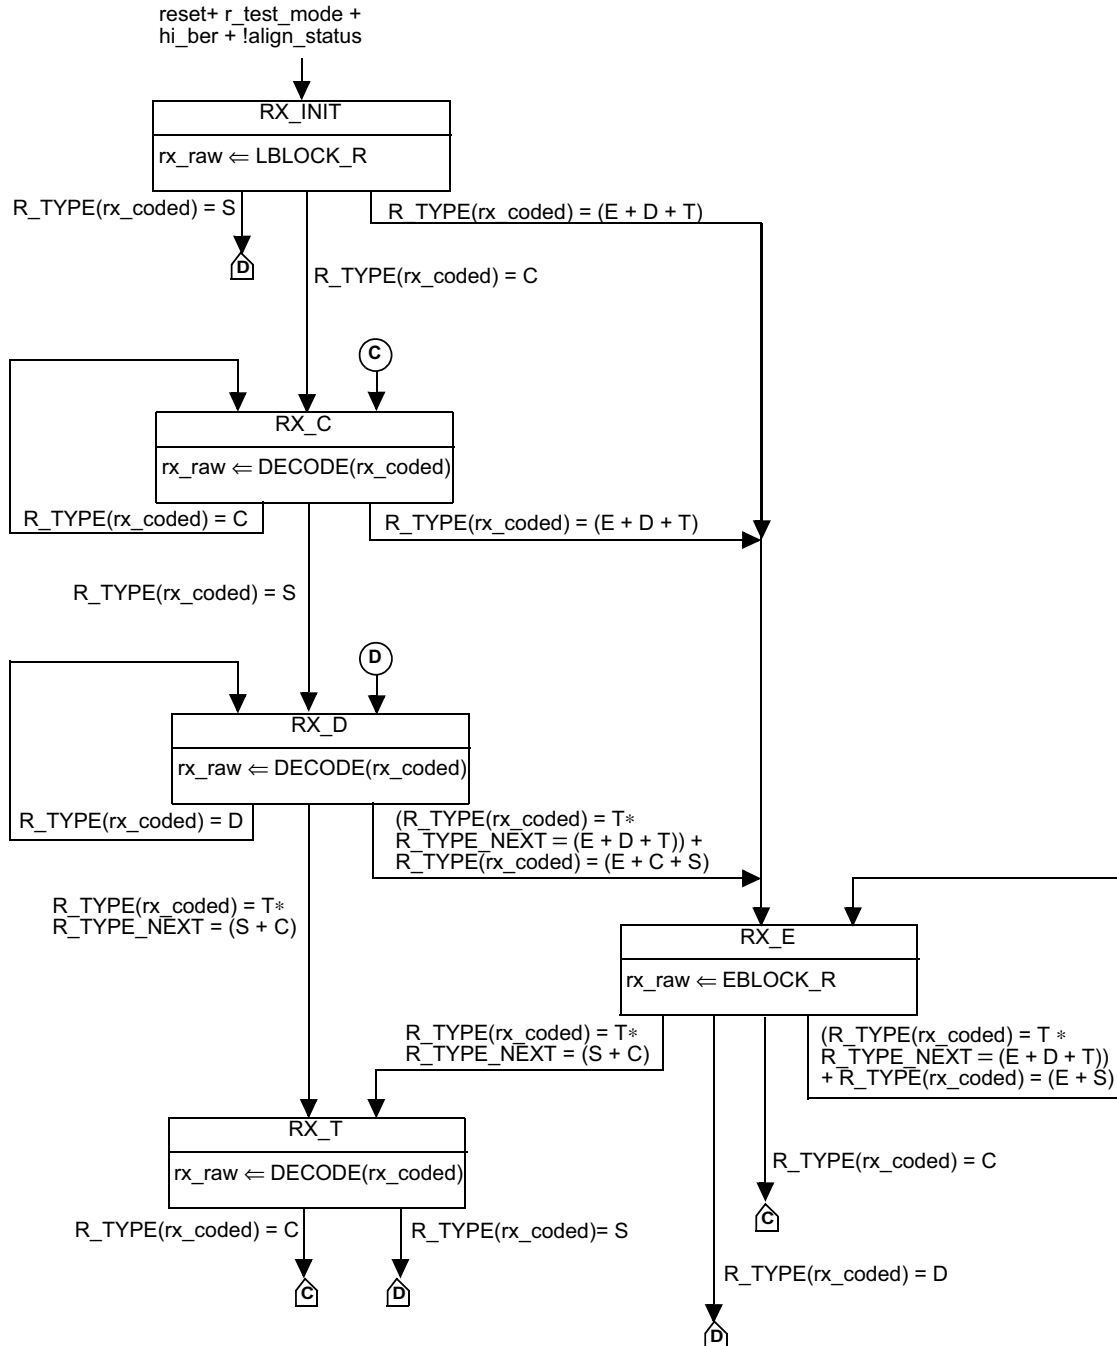 reset+ r_test_mode +
hi_ber + !align_status
RX_INIT
rx_raw ⇐ LBLOCK_R
R_TYPE(rx_coded) = S
R_TYPE(rx_coded) = (E + D + T)
D
R_TYPE(rx_coded) = C
C
RX_C
rx_raw ⇐ DECODE(rx_coded)
R_TYPE(rx_coded) = C
R_TYPE(rx_coded) = (E + D + T)
R_TYPE(rx_coded) = S
D
RX_D
rx_raw ⇐ DECODE(rx_coded)
R_TYPE(rx_coded) = D
(R_TYPE(rx_coded) = T*
R_TYPE_NEXT = (E + D + T)) +
R_TYPE(rx_coded) = (E + C + S)
R_TYPE(rx_coded) = T*
R_TYPE_NEXT = (S + C)
RX_E
rx_raw ⇐ EBLOCK_R
R_TYPE(rx_coded) = T*
R_TYPE_NEXT = (S + C)
(R_TYPE(rx_coded) = T *
R_TYPE_NEXT = (E + D + T))
+ R_TYPE(rx_coded) = (E + S)
RX_T
rx_raw ⇐ DECODE(rx_coded)
R_TYPE(rx_coded) = C
C
R_TYPE(rx_coded) = C
R_TYPE(rx_coded)= S
C
D
R_TYPE(rx_coded) = D
D